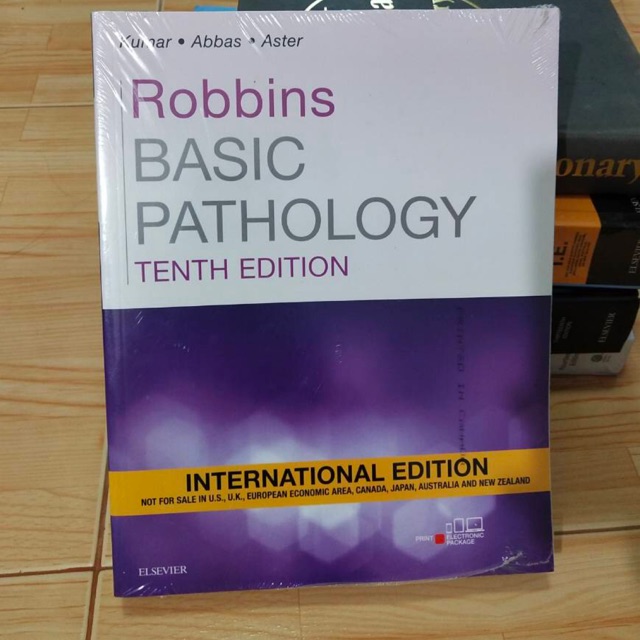 Kumar • Abbas • Aster
Robbins
BASIC
PATHOLOGY
TENTH EDITION
INTERNATIONAL EDITION
NOT FOR SALE IN U.S., U.K., EUROPEAN ECONOMIC AREA, CANADA, JAPAN, AUSTRALIA AND NEW ZEALAND
PRINT
ELECTRONIC
PACKAGE
ELSEVIER
onary
T.E.
ELSEVIER